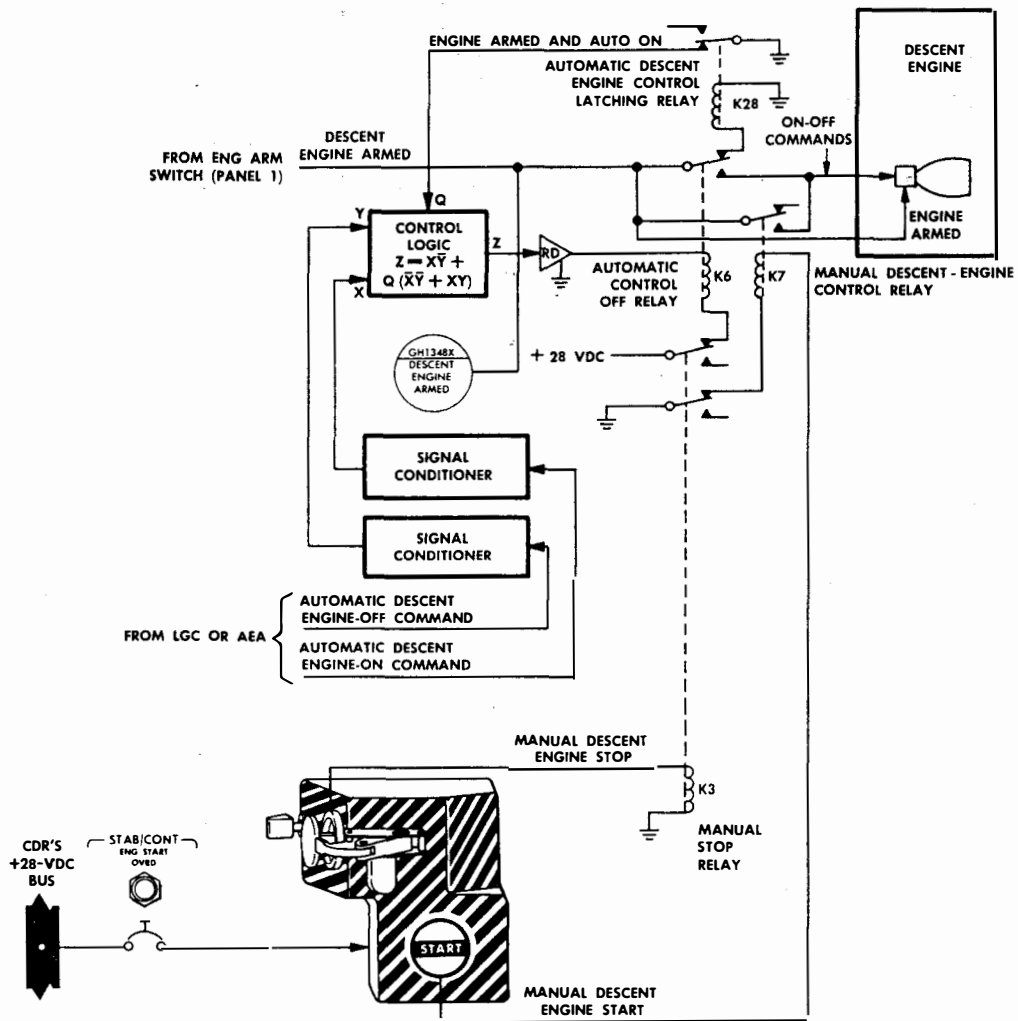 ENGINE ARMED AND AUTO ON
AUTOMATIC DESCENT
ENGINE CONTROL
LATCHING RELAY
K28
DESCENT
ENGINE
ON-OFF
COMMANDS
DESCENT
ENGINE ARMED
FROM ENG ARM
SWITCH (PANEL 1)
ENGINE
ARMED
Y
Q
CONTROL
LOGIC
Z = XȲ +
Q (X̄Ȳ + XY)
X
Z
RD
AUTOMATIC
CONTROL
OFF RELAY
K6
K7
MANUAL DESCENT - ENGINE
CONTROL RELAY
GH1348X
DESCENT
ENGINE
ARMED
+ 28 VDC
SIGNAL
CONDITIONER
SIGNAL
CONDITIONER
FROM LGC OR AEA
AUTOMATIC DESCENT
ENGINE-OFF COMMAND
AUTOMATIC DESCENT
ENGINE-ON COMMAND
MANUAL DESCENT
ENGINE STOP
K3
MANUAL
STOP
RELAY
CDR'S
+28-VDC
BUS
STAB/CONT
ENG START
OVRD
START
MANUAL DESCENT
ENGINE START